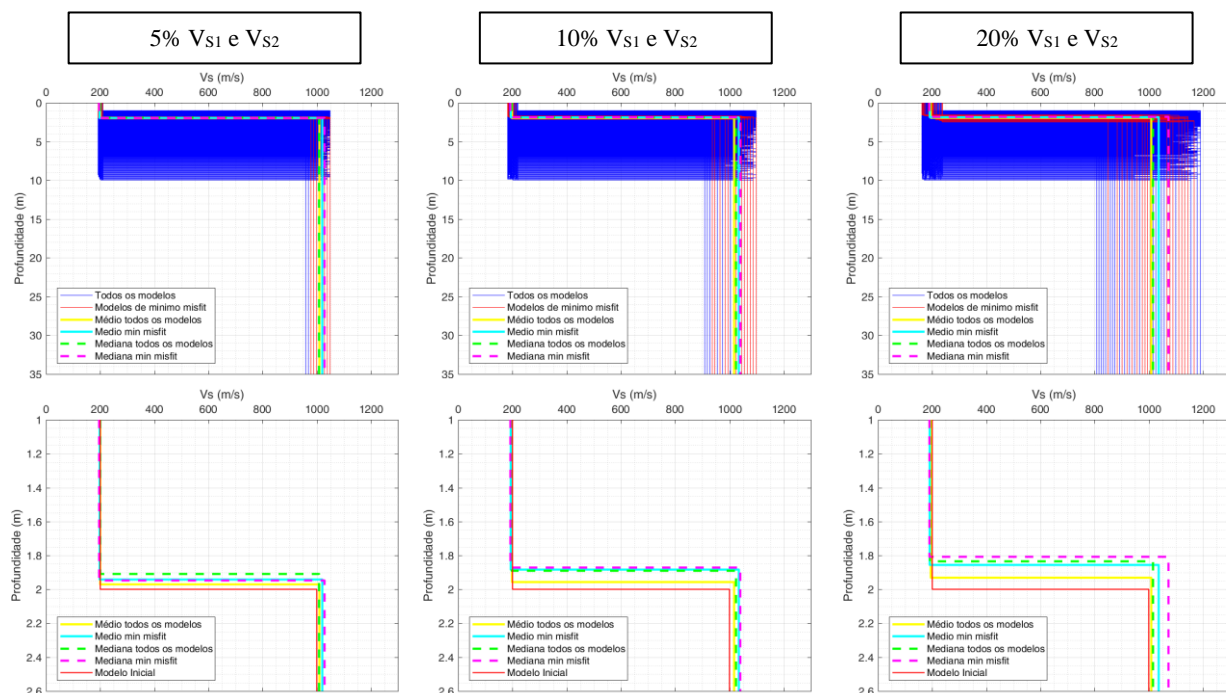 5% VS1 e VS2
10% VS1 e VS2
20% VS1 e VS2
Vs (m/s)
0 200 400 600 800 1000 1200
Profundidade (m)
0
5
10
15
20
25
30
35
Todos os modelos
Modelos de minimo misfit
Médio todos os modelos
Medio min misfit
Mediana todos os modelos
Mediana min misfit
Vs (m/s)
0 200 400 600 800 1000 1200
Profundidade (m)
0
5
10
15
20
25
30
35
Todos os modelos
Modelos de minimo misfit
Médio todos os modelos
Medio min misfit
Mediana todos os modelos
Mediana min misfit
Vs (m/s)
0 200 400 600 800 1000 1200
Profundidade (m)
0
5
10
15
20
25
30
35
Todos os modelos
Modelos de minimo misfit
Médio todos os modelos
Medio min misfit
Mediana todos os modelos
Mediana min misfit
Vs (m/s)
0 200 400 600 800 1000 1200
Profundidade (m)
1
1.2
1.4
1.6
1.8
2
2.2
2.4
2.6
Médio todos os modelos
Medio min misfit
Mediana todos os modelos
Mediana min misfit
Modelo Inicial
Vs (m/s)
0 200 400 600 800 1000 1200
Profundidade (m)
1
1.2
1.4
1.6
1.8
2
2.2
2.4
2.6
Médio todos os modelos
Medio min misfit
Mediana todos os modelos
Mediana min misfit
Modelo Inicial
Vs (m/s)
0 200 400 600 800 1000 1200
Profundidade (m)
1
1.2
1.4
1.6
1.8
2
2.2
2.4
2.6
Médio todos os modelos
Medio min misfit
Mediana todos os modelos
Mediana min misfit
Modelo Inicial